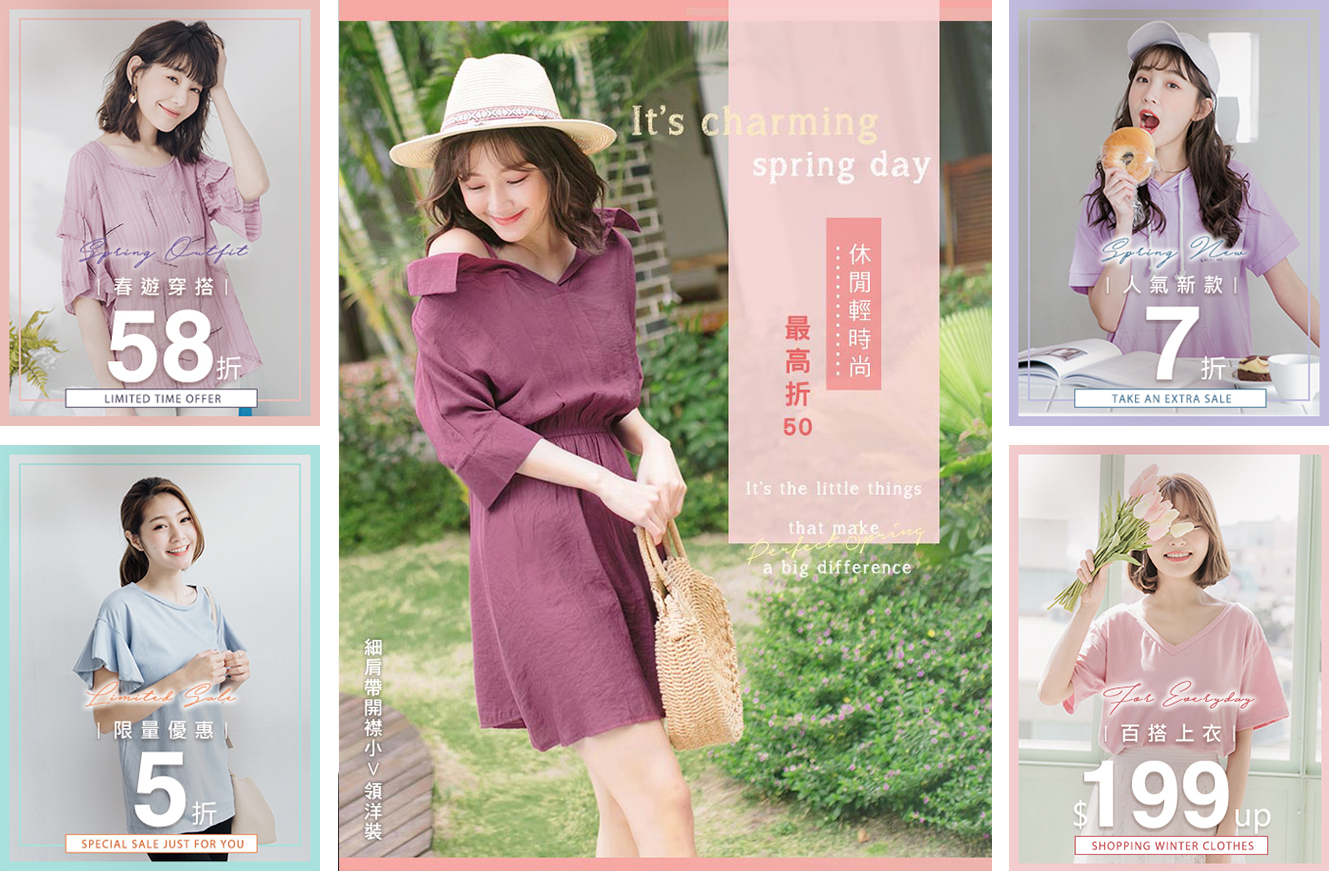 Spring Outfit
春遊穿搭
58折
LIMITED TIME OFFER
Limited Sale
限量優惠
5折
SPECIAL SALE JUST FOR YOU
It's charming
spring day
休閒輕時尚
最高折50
It's the little things
that make
Perfect Spring
a big difference
細肩帶開襟小V領洋裝
Spring New
人氣新款
7折
TAKE AN EXTRA SALE
For Everyday
百搭上衣
$199up
SHOPPING WINTER CLOTHES